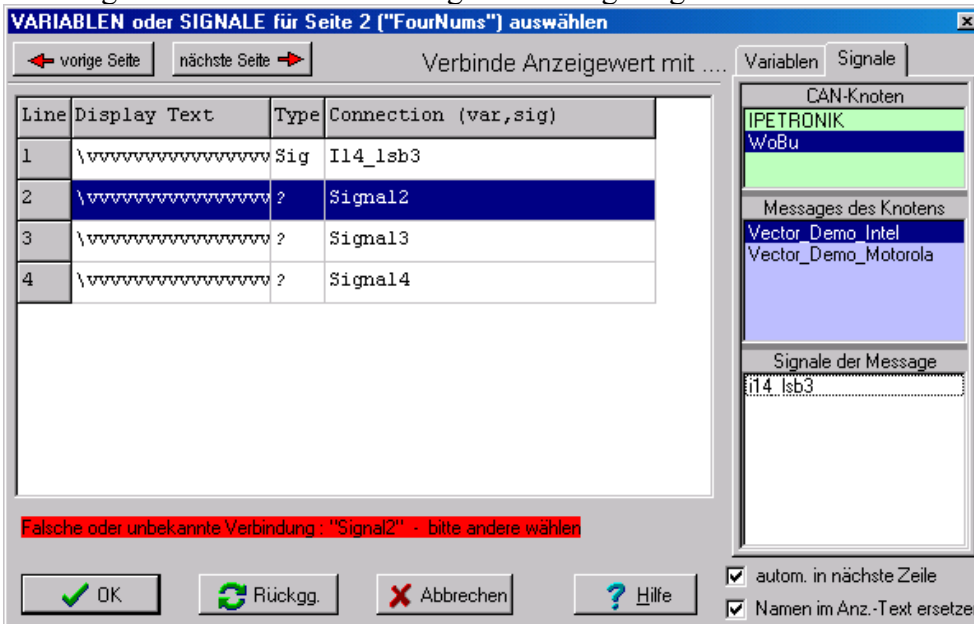 VARIABLEN oder SIGNALE für Seite 2 ("FourNums") auswählen
vorige Seite
nächste Seite
Verbinde Anzeigewert mit ....
Variablen
Signale
Line Display Text Type Connection (var,sig)
1 \vvvvvvvvvvvvvvvvv Sig I14_lsb3
2 \vvvvvvvvvvvvvvvvv ? Signal2
3 \vvvvvvvvvvvvvvvvv ? Signal3
4 \vvvvvvvvvvvvvvvvv ? Signal4
CAN-Knoten
IPETRONIK
WoBu
Messages des Knotens
Vector_Demo_Intel
Vector_Demo_Motorola
Signale der Message
i14_lsb3
Falsche oder unbekannte Verbindung : "Signal2" - bitte andere wählen
OK
Rückgg.
Abbrechen
Hilfe
autom. in nächste Zeile
Namen im Anz.-Text ersetze